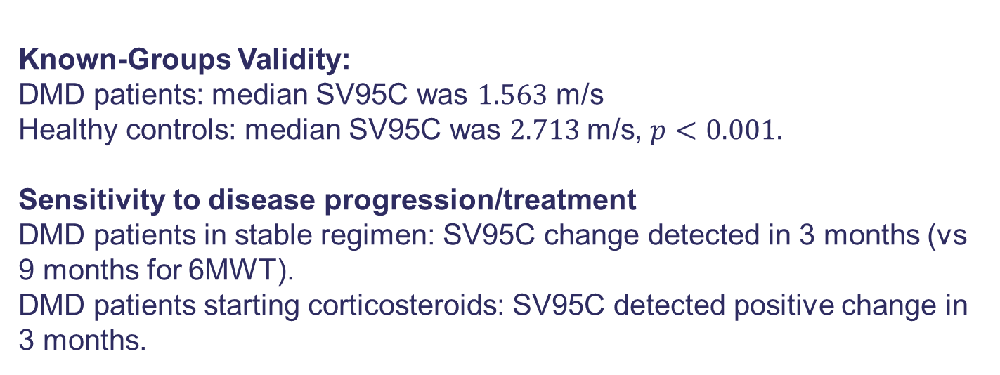 Known-Groups Validity:
DMD patients: median SV95C was 1.563 m/s
Healthy controls: median SV95C was 2.713 m/s, p < 0.001.
Sensitivity to disease progression/treatment
DMD patients in stable regimen: SV95C change detected in 3 months (vs
9 months for 6MWT).
DMD patients starting corticosteroids: SV95C detected positive change in
3 months.